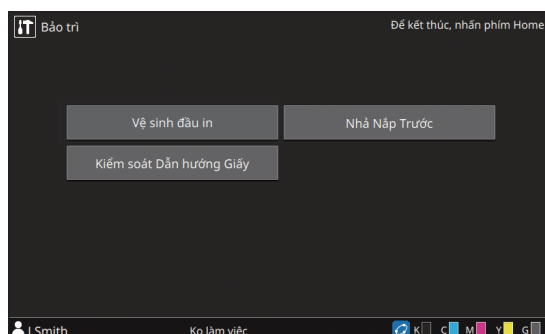 Bảo trì
Để kết thúc, nhấn phím Home
Vệ sinh đầu in
Nhả Nắp Trước
Kiểm soát Dẫn hướng Giấy
J.Smith Ko làm việc K C M Y G